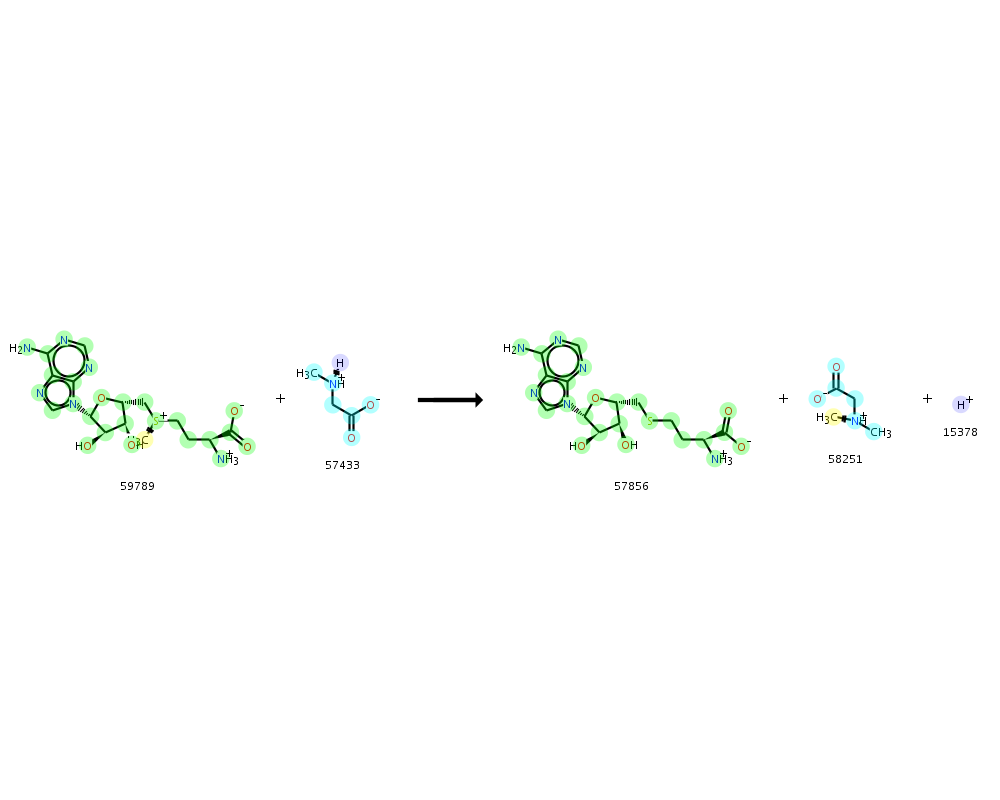 H₂N N N N N O HO OH H₃C S⁺ O⁻ O NH₃⁺
+
H₃C H NH⁺ O⁻ O
H₂N N N N N O HO OH S O O⁻ NH₃⁺
+
O O⁻ H₃C NH⁺ CH₃
+
H⁺
59789
57433
57856
58251
15378